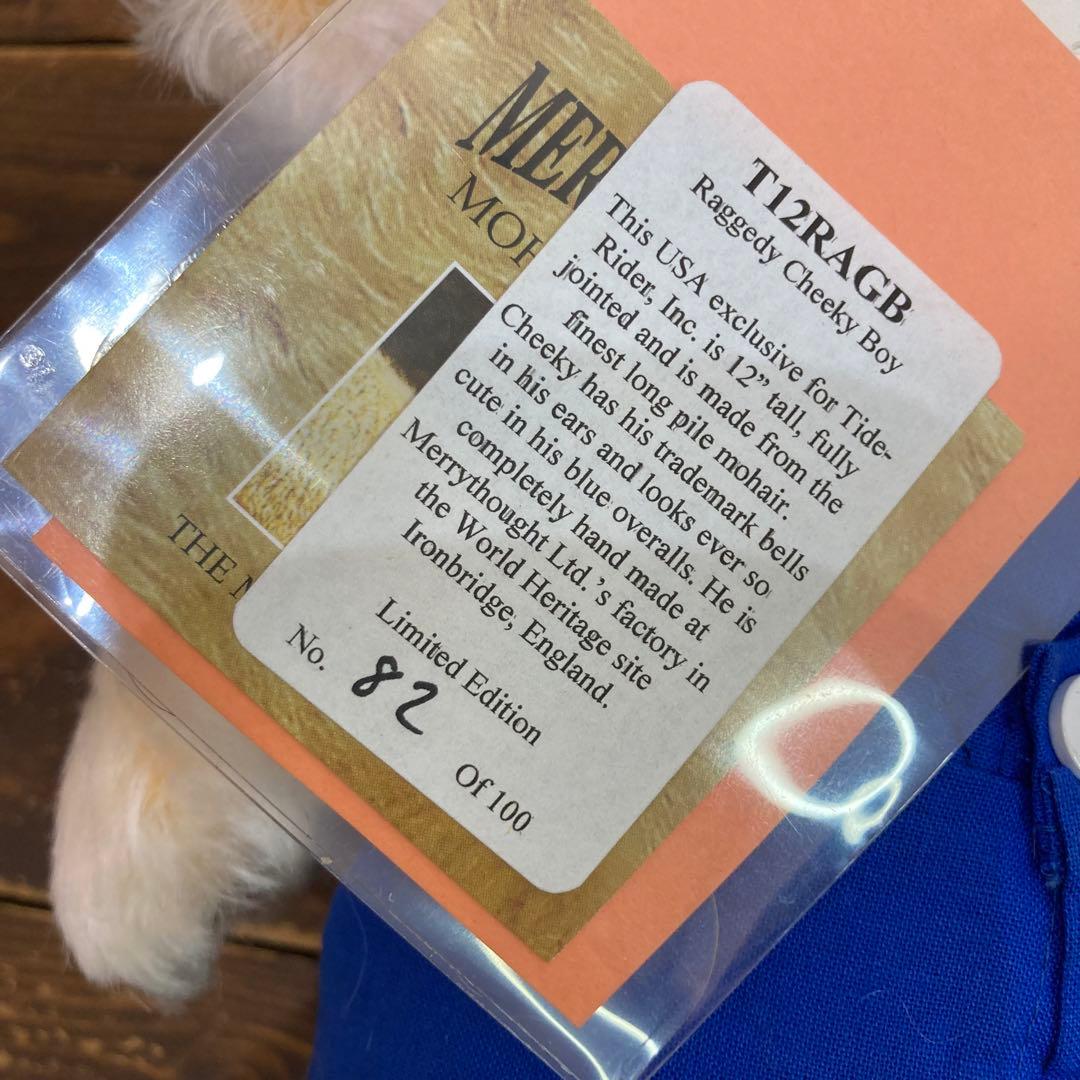 MER
MOH
THE M
T12RAGB
Raggedy Cheeky Boy
This USA exclusive for Tide-
Rider, Inc. is 12” tall, fully
jointed and is made from the
finest long pile mohair.
Cheeky has his trademark bells
in his ears and looks ever so
cute in his blue overalls. He is
completely hand made at
Merrythought Ltd.’s factory in
the World Heritage site
Ironbridge, England.
Limited Edition
No. 82 Of 100